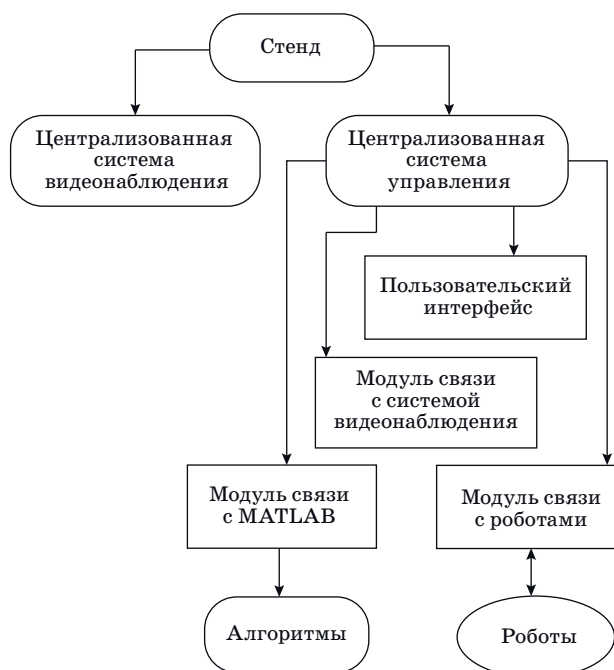 Стенд
Централизованная
система
видеонаблюдения
Централизованная
система
управления
Пользовательский
интерфейс
Модуль связи
с системой
видеонаблюдения
Модуль связи
с MATLAB
Модуль связи
с роботами
Алгоритмы
Роботы